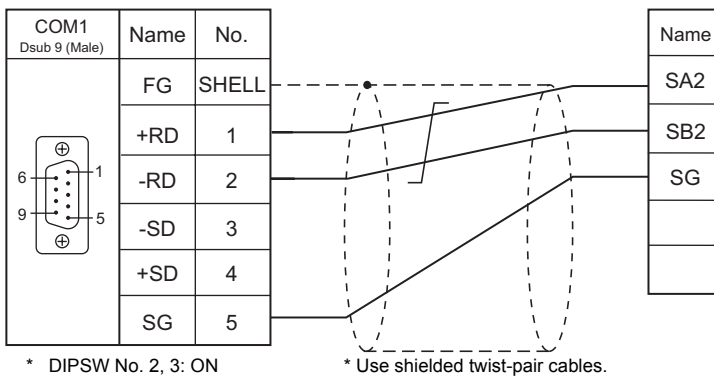 COM1
Dsub 9 (Male)
Name No.
FG SHELL
+RD 1
-RD 2
-SD 3
+SD 4
SG 5
6 1
9 5
Name
SA2
SB2
SG
* DIPSW No. 2, 3: ON
* Use shielded twist-pair cables.